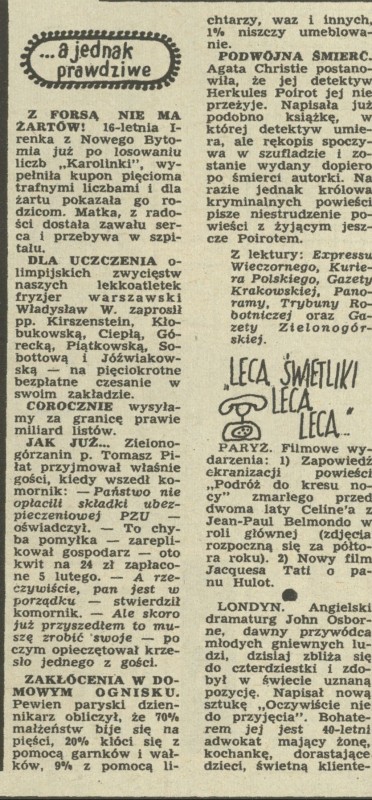 ...a jednak
prawdziwe
Z FORSĄ NIE MA
ŻARTÓW! 16-letnia I-
renka z Nowego Byto-
mia już po losowaniu
liczb „Karolinki", wy-
pełniła kupon pięcioma
trafnymi liczbami i dla
żartu pokazała go ro-
dzicom. Matka, z rado-
ści dostała zawału ser-
ca i przebywa w szpi-
talu.
DLA UCZCZENIA o-
limpijskich zwycięstw
naszych lekkoatletek
fryzjer warszawski
Władysław W. zaprosił
pp. Kirszenstein, Kło-
bukowską, Ciepłą, Gó-
recką, Piątkowską, So-
bottową i Jóźwiakow-
ską — na pięciokrotne
bezpłatne czesanie w
swoim zakładzie.
COROCZNIE wysyła-
my za granicę prawie
miliard listów.
JAK JUŻ... Zielono-
górzanin p. Tomasz Pi-
łat przyjmował właśnie
gości, kiedy wszedł ko-
mornik: — Państwo nie
opłacili składki ubez-
pieczeniowej PZU —
oświadczył. — To chy-
ba pomyłka — zarepli-
kował gospodarz — oto
kwit na 24 zł zapłaco-
ne 5 lutego. — A rze-
czywiście, pan jest w
porządku — stwierdził
komornik. — Ale skoro
już przyszedłem to mu-
szę zrobić swoje — po
czym opieczętował krze-
sło jednego z gości.
ZAKŁÓCENIA W DO-
MOWYM OGNISKU.
Pewien paryski dzien-
nikarz obliczył, że 70%
małżeństw bije się na
pięści, 20% kłóci się z
pomocą garnków i wał-
ków, 9% z pomocą li-
chtarzy, waz i innych,
1% niszczy umeblowa-
nie.
PODWÓJNA ŚMIERĆ.
Agata Christie postano-
wiła, że jej detektyw
Herkules Poirot jej nie
przeżyje. Napisała już
podobno książkę, w
której detektyw umie-
ra, ale rękopis spoczy-
wa w szufladzie i zo-
stanie wydany dopiero
po śmierci autorki. Na
razie jednak królowa
kryminalnych powieści
pisze niestrudzenie po-
wieści z żyjącym jesz-
cze Poirotem.
Z lektury: Expressu
Wieczornego, Kurie-
ra Polskiego, Gazety
Krakowskiej, Pano-
ramy, Trybuny Ro-
botniczej oraz Ga-
zety Zielonogór-
skiej.
„LECĄ ŚWIETLIKI
LECĄ,
LECĄ..."
PARYŻ. Filmowe wy-
darzenia: 1) Zapowiedź
ekranizacji powieści
„Podróż do kresu no-
cy" zmarłego przed
dwoma laty Celine'a z
Jean-Paul Belmondo w
roli głównej (zdjęcia
rozpoczną się za półto-
ra roku). 2) Nowy film
Jacquesa Tati o pa-
nu Hulot.
LONDYN. Angielski
dramaturg John Osbor-
ne, dawny przywódca
młodych gniewnych lu-
dzi, dzisiaj zbliża się
do czterdziestki i zdo-
był w świecie uznaną
pozycję. Napisał nową
sztukę „Oczywiście nie
do przyjęcia". Bohate-
rem jej jest 40-letni
adwokat mający żonę,
kochankę, dorastające
dzieci, świetną kliente-